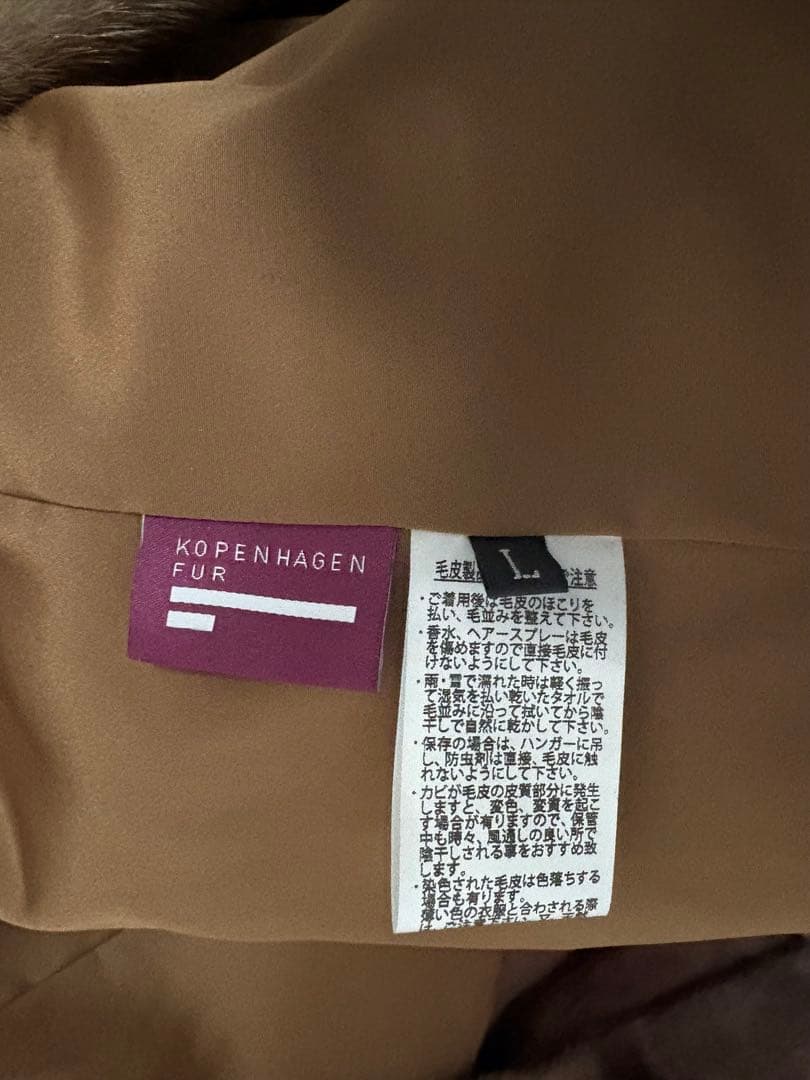 KOPENHAGEN
FUR
L
毛皮製 注意
・ご着用後は毛皮のほこりを
払い、毛並みを整えて下さい。
・香水、ヘアースプレーは毛皮
を傷めますので直接毛皮に付
けないようにして下さい。
・雨・雪で濡れた時は軽く振っ
て湿気を払い乾いたタオルで
毛並みに沿って拭いてから陰
干しで自然に乾かして下さい。
・保存の場合は、ハンガーに吊
し、防虫剤は直接、毛皮に触
れないようにして下さい。
・カビが毛皮の皮質部分に発生
しますと、変色、変質を起こ
す場合が有りますので、保管
中も時々、風通しの良い所で
陰干しされる事をおすすめ致
します。
・染色された毛皮は色落ちする
場合も有ります。
薄い色の衣服と合わされる際